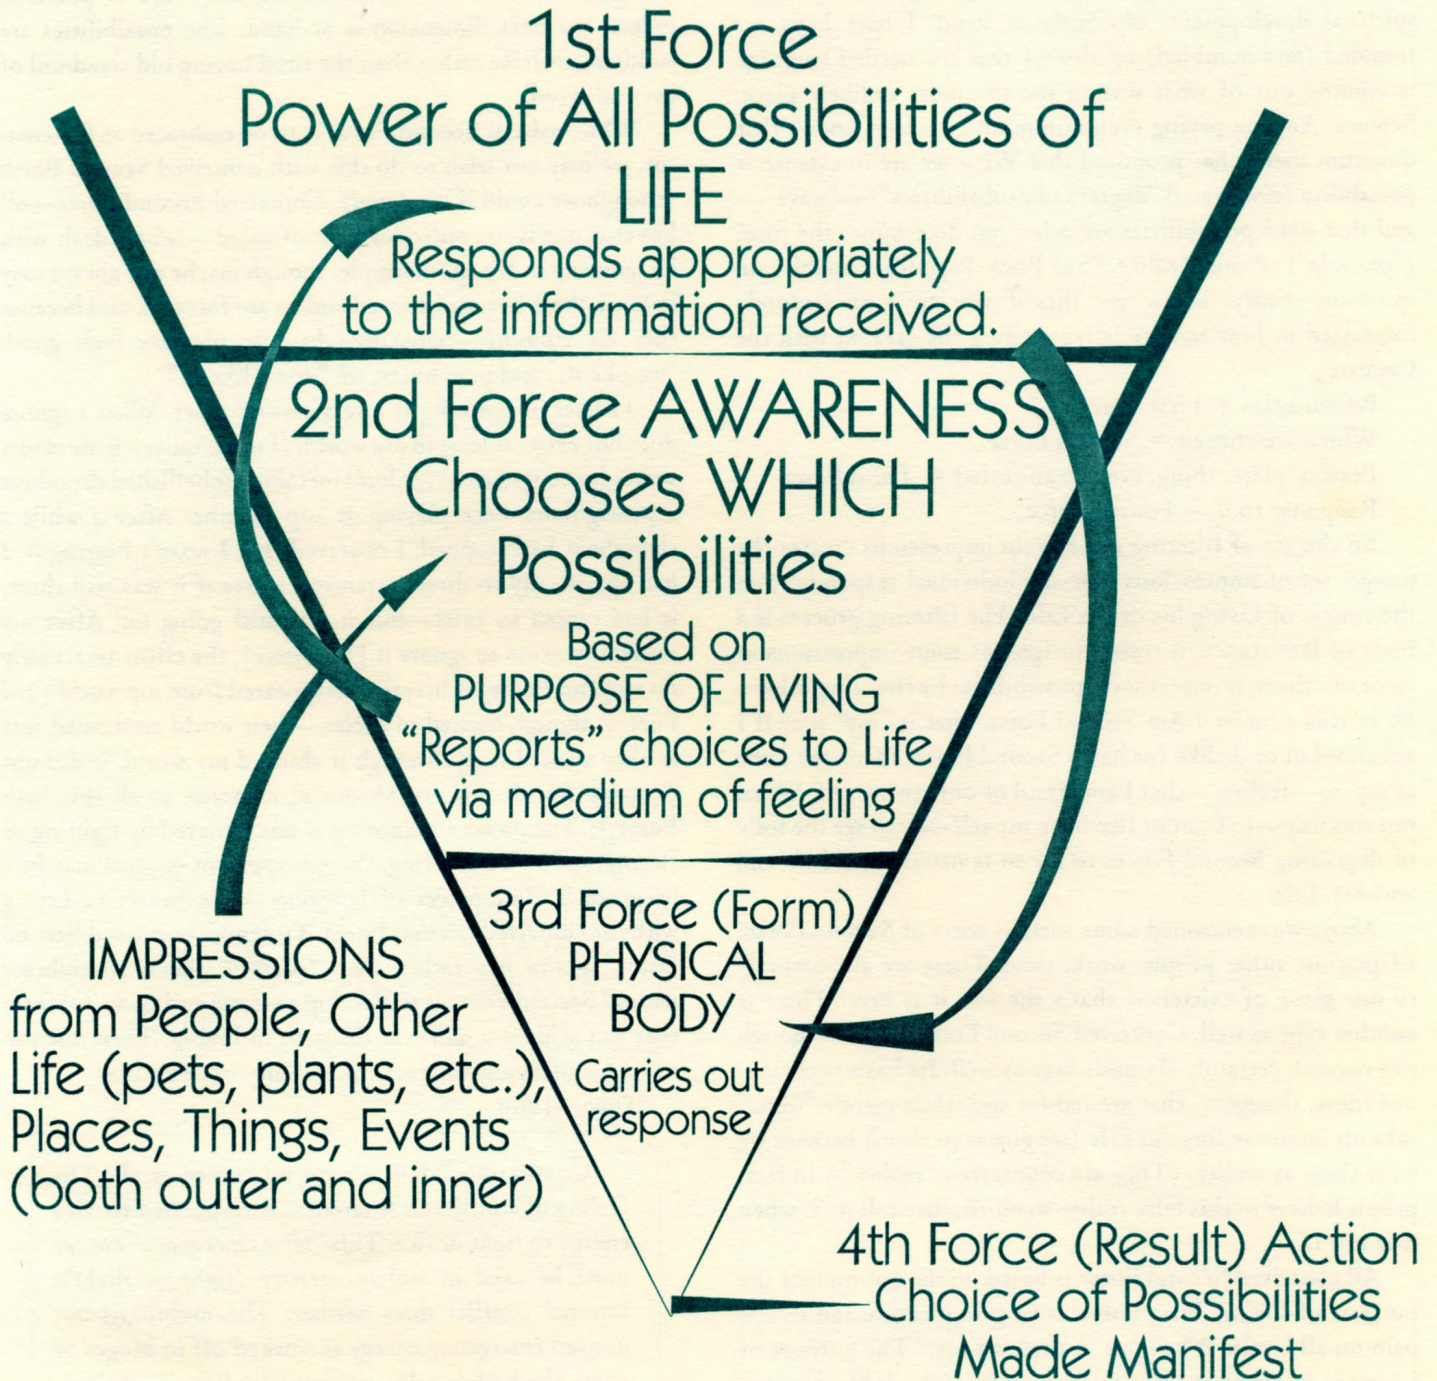 1st Force
Power of All Possibilities of
LIFE
Responds appropriately
to the information received.
2nd Force AWARENESS
Chooses WHICH
Possibilities
Based on
PURPOSE OF LIVING
“Reports” choices to Life
via medium of feeling
3rd Force (Form)
PHYSICAL
BODY
Carries out
response
IMPRESSIONS
from People, Other
Life (pets, plants, etc.),
Places, Things, Events
(both outer and inner)
4th Force (Result) Action
Choice of Possibilities
Made Manifest